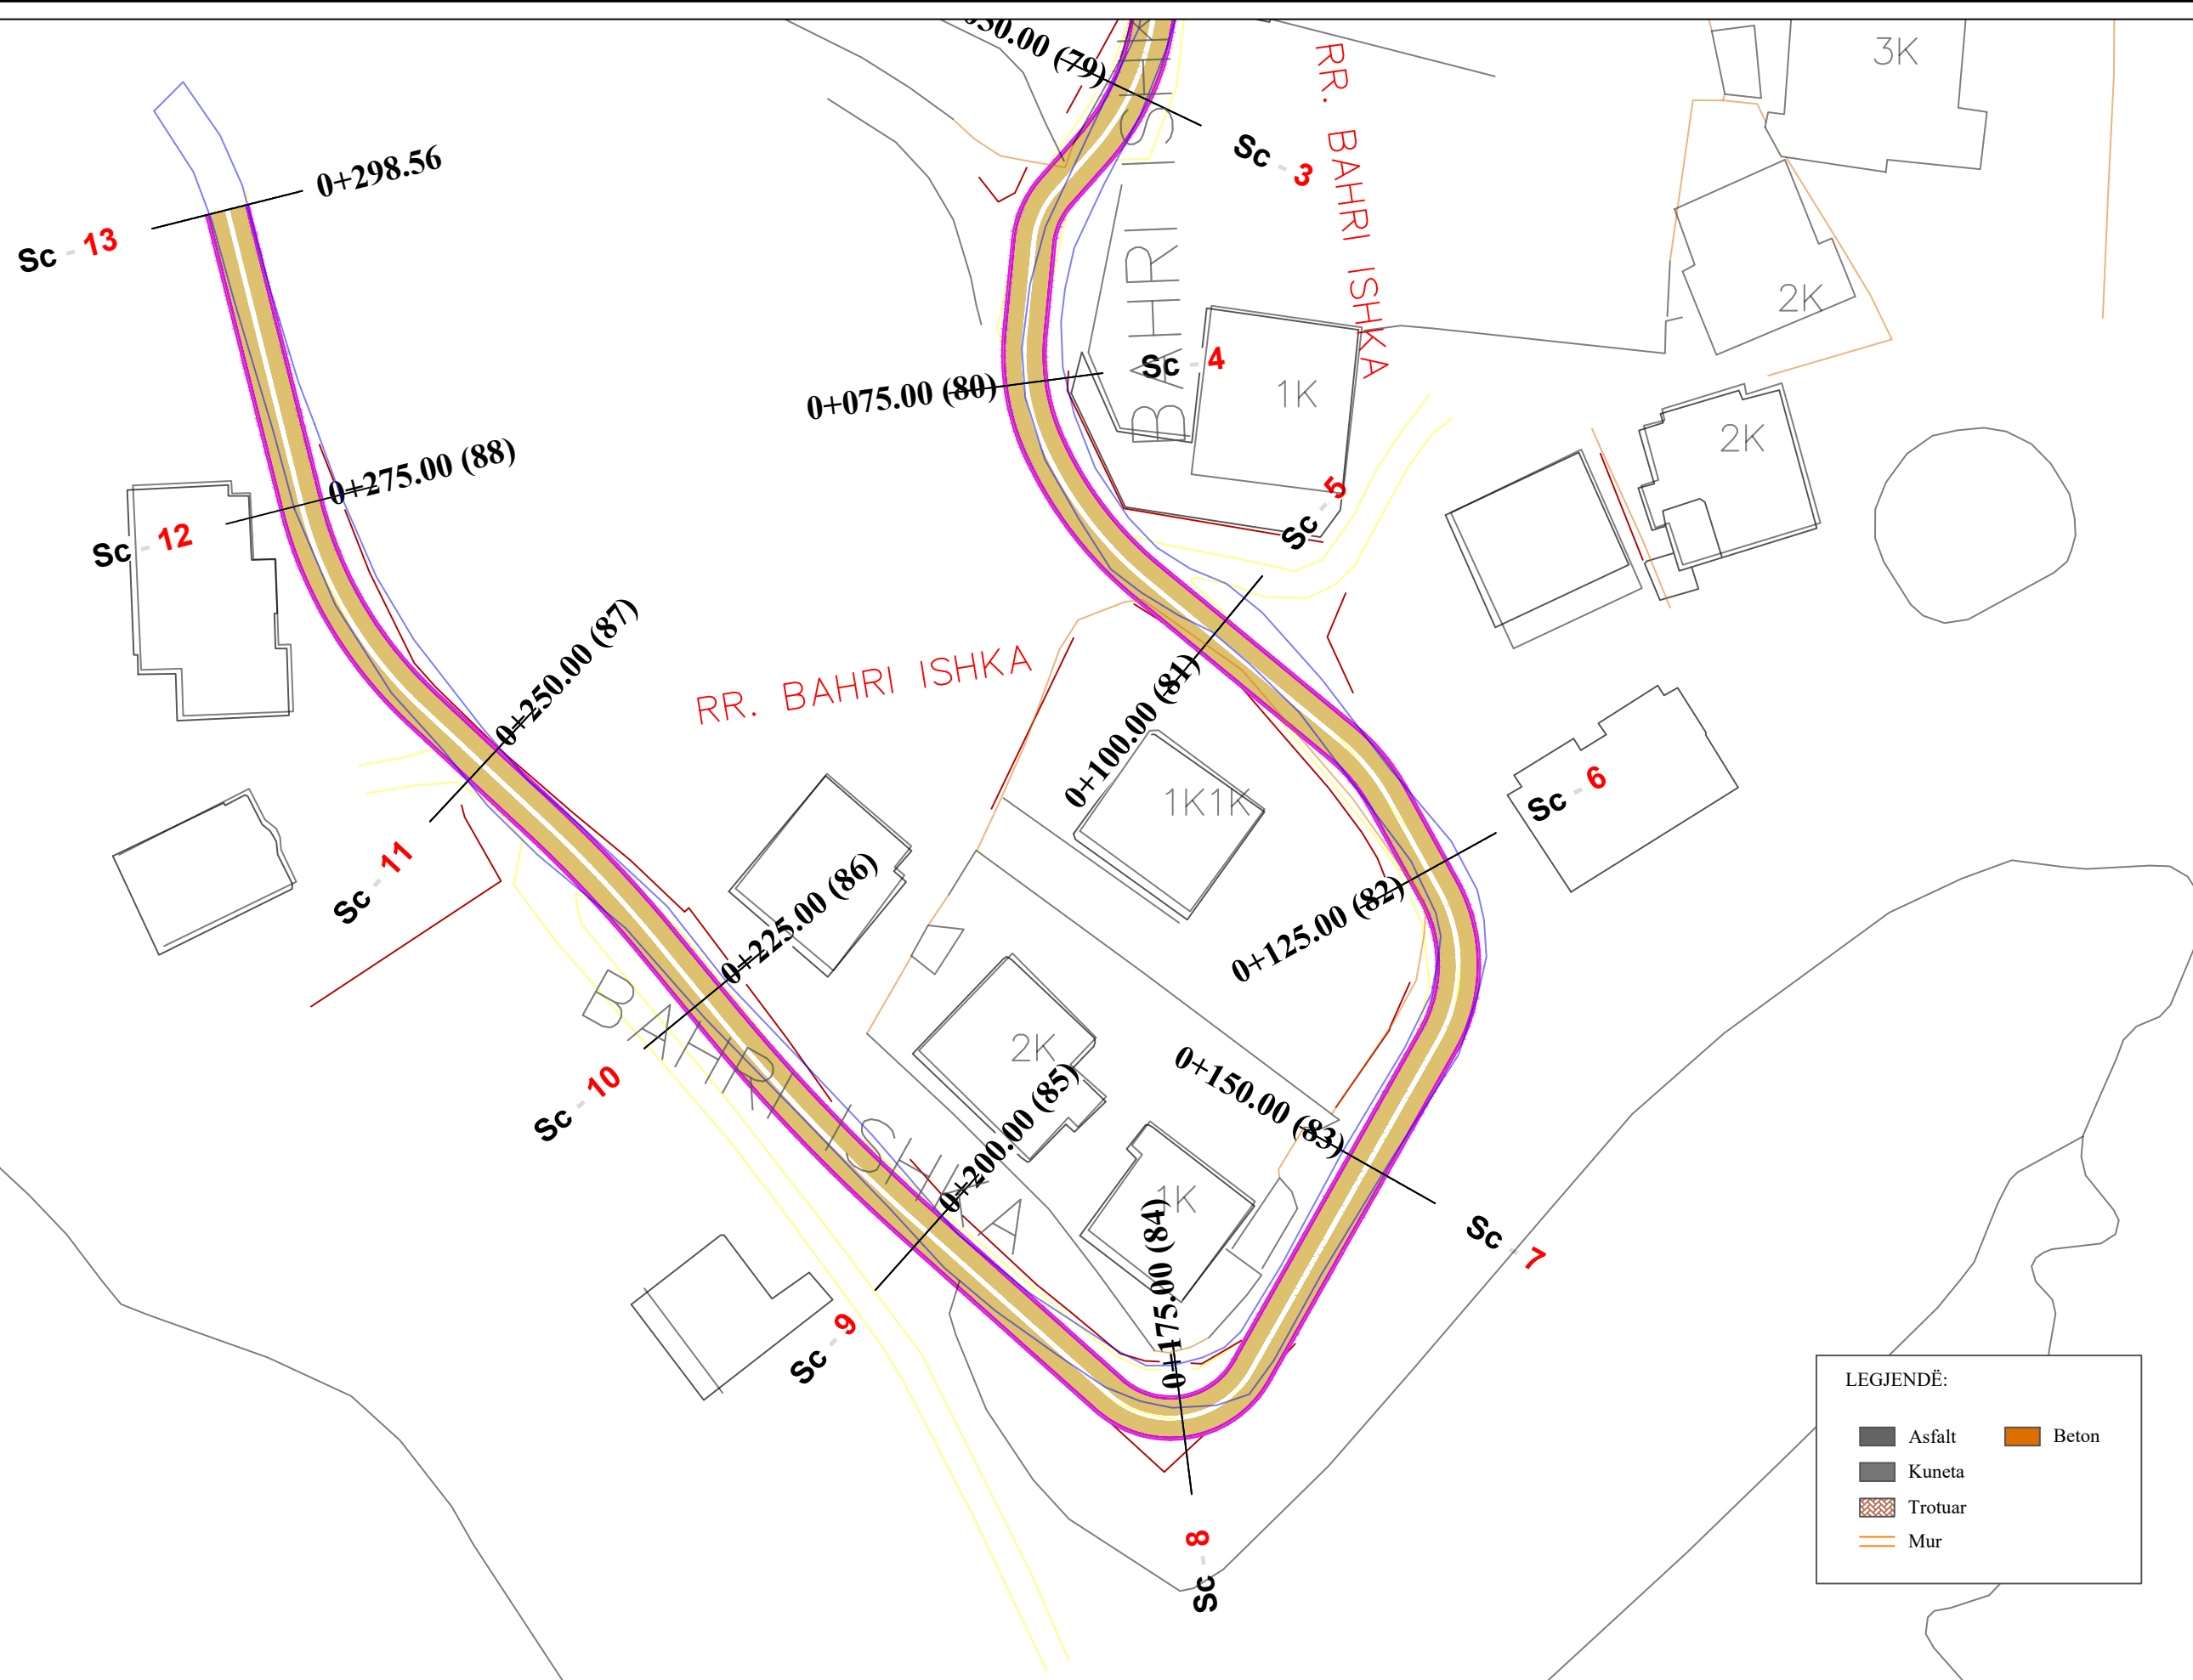 050.00 (79)
Sc - 3
RR. BAHRI ISHKA
BAHRI ISHK
3K
2K
2K
0+298.56
Sc - 13
0+075.00 (80)
Sc - 4
1K
Sc - 5
0+275.00 (88)
Sc - 12
0+250.00 (87)
RR. BAHRI ISHKA
0+100.00 (81)
1K1K
Sc - 6
Sc - 11
0+225.00 (86)
0+125.00 (82)
BAHRI ISHKA
2K
0+150.00 (83)
Sc - 10
0+200.00 (85)
1K
0+175.00 (84)
Sc - 7
Sc - 9
Sc - 8
LEGJENDË:
Asfalt
Beton
Kuneta
Trotuar
Mur